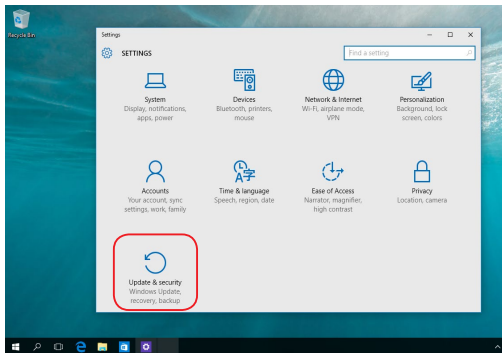 Recycle Bin
Settings
SETTINGS
Find a setting
System
Display, notifications,
apps, power
Devices
Bluetooth, printers,
mouse
Network & Internet
Wi-Fi, airplane mode,
VPN
Personalization
Background, lock
screen, colors
Accounts
Your account, sync
settings, work, family
Time & language
Speech, region, date
Ease of Access
Narrator, magnifier,
high contrast
Privacy
Location, camera
Update & security
Windows Update,
recovery, backup